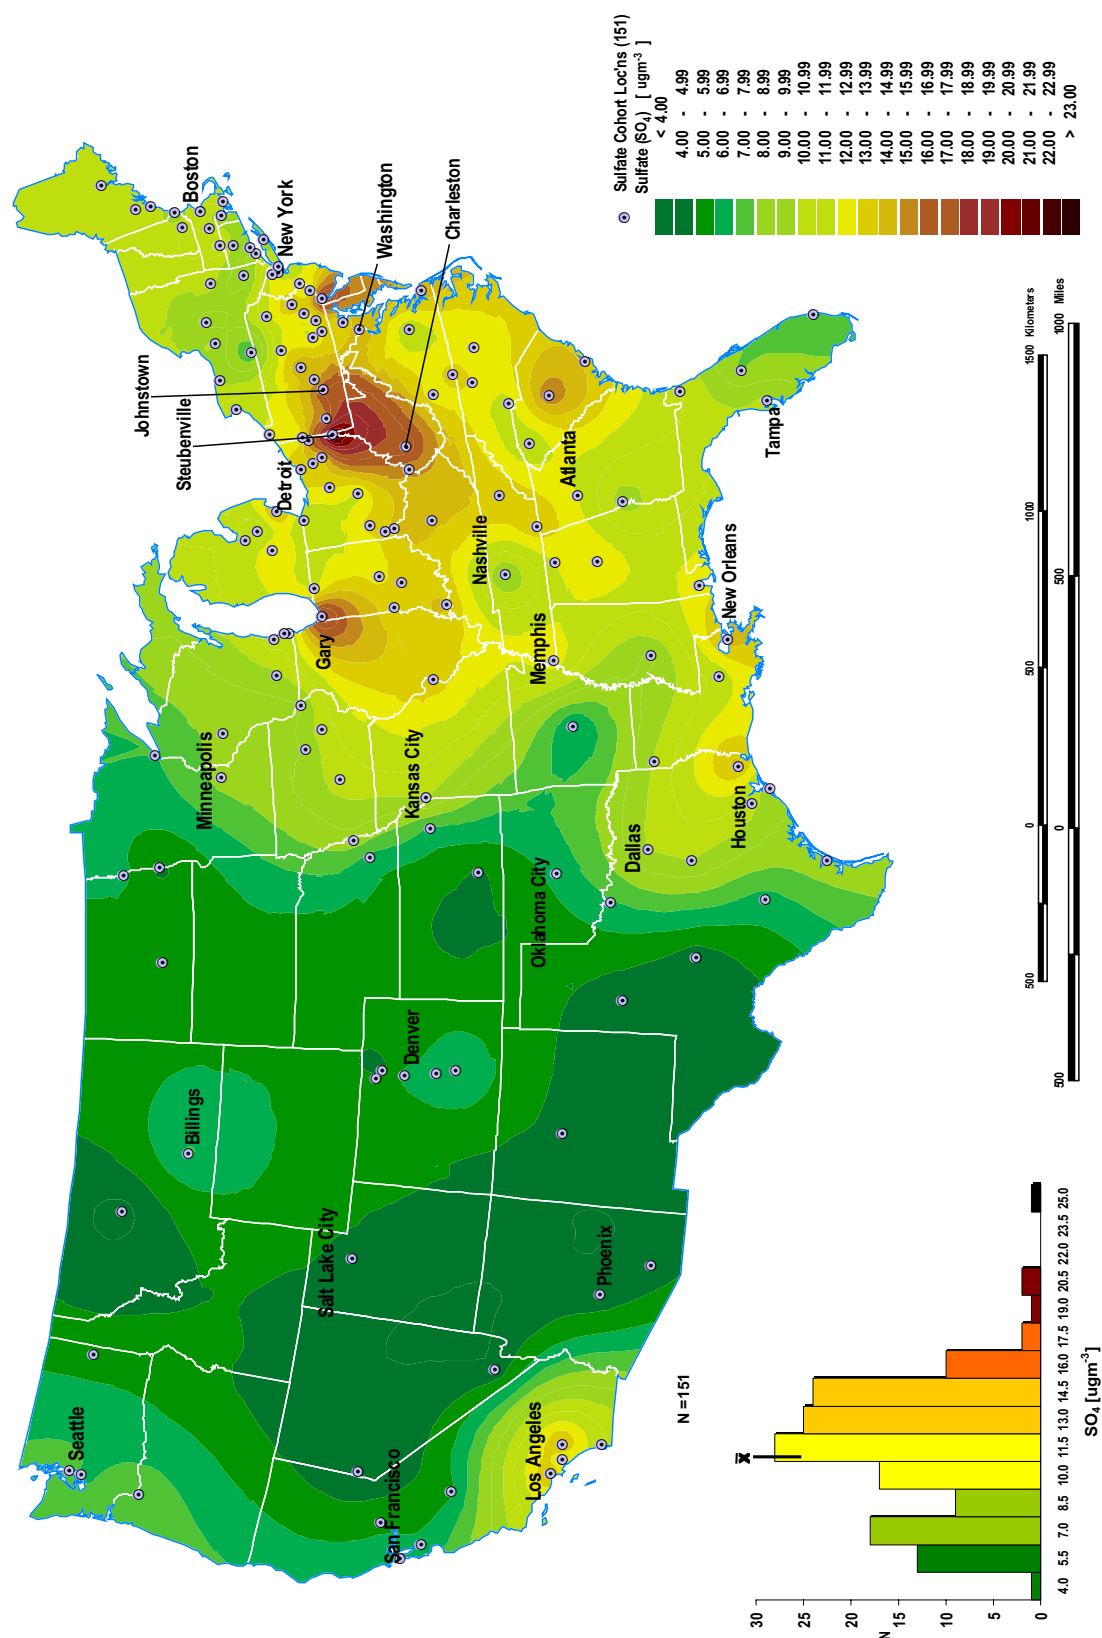 Sulfate Cohort Loc'ns (151)
Sulfate (SO₄) [ ugm⁻³ ]
< 4.00
4.00 - 4.99
5.00 - 5.99
6.00 - 6.99
7.00 - 7.99
8.00 - 8.99
9.00 - 9.99
10.00 - 10.99
11.00 - 11.99
12.00 - 12.99
13.00 - 13.99
14.00 - 14.99
15.00 - 15.99
16.00 - 16.99
17.00 - 17.99
18.00 - 18.99
19.00 - 19.99
20.00 - 20.99
21.00 - 21.99
22.00 - 22.99
> 23.00
Boston
New York
Washington
Charleston
Johnstown
Steubenville
Detroit
Gary
Nashville
Atlanta
Tampa
Memphis
New Orleans
Minneapolis
Kansas City
Dallas
Houston
Oklahoma City
Denver
Billings
Salt Lake City
Phoenix
Seattle
San Francisco
Los Angeles
500 0 500 1000 1500 Kilometers
500 0 500 1000 Miles
N =151
x̄
30
25
20
15
10
5
0
N
4.0 5.5 7.0 8.5 10.0 11.5 13.0 14.5 16.0 17.5 19.0 20.5 22.0 23.5 25.0
SO₄ [ugm⁻³]